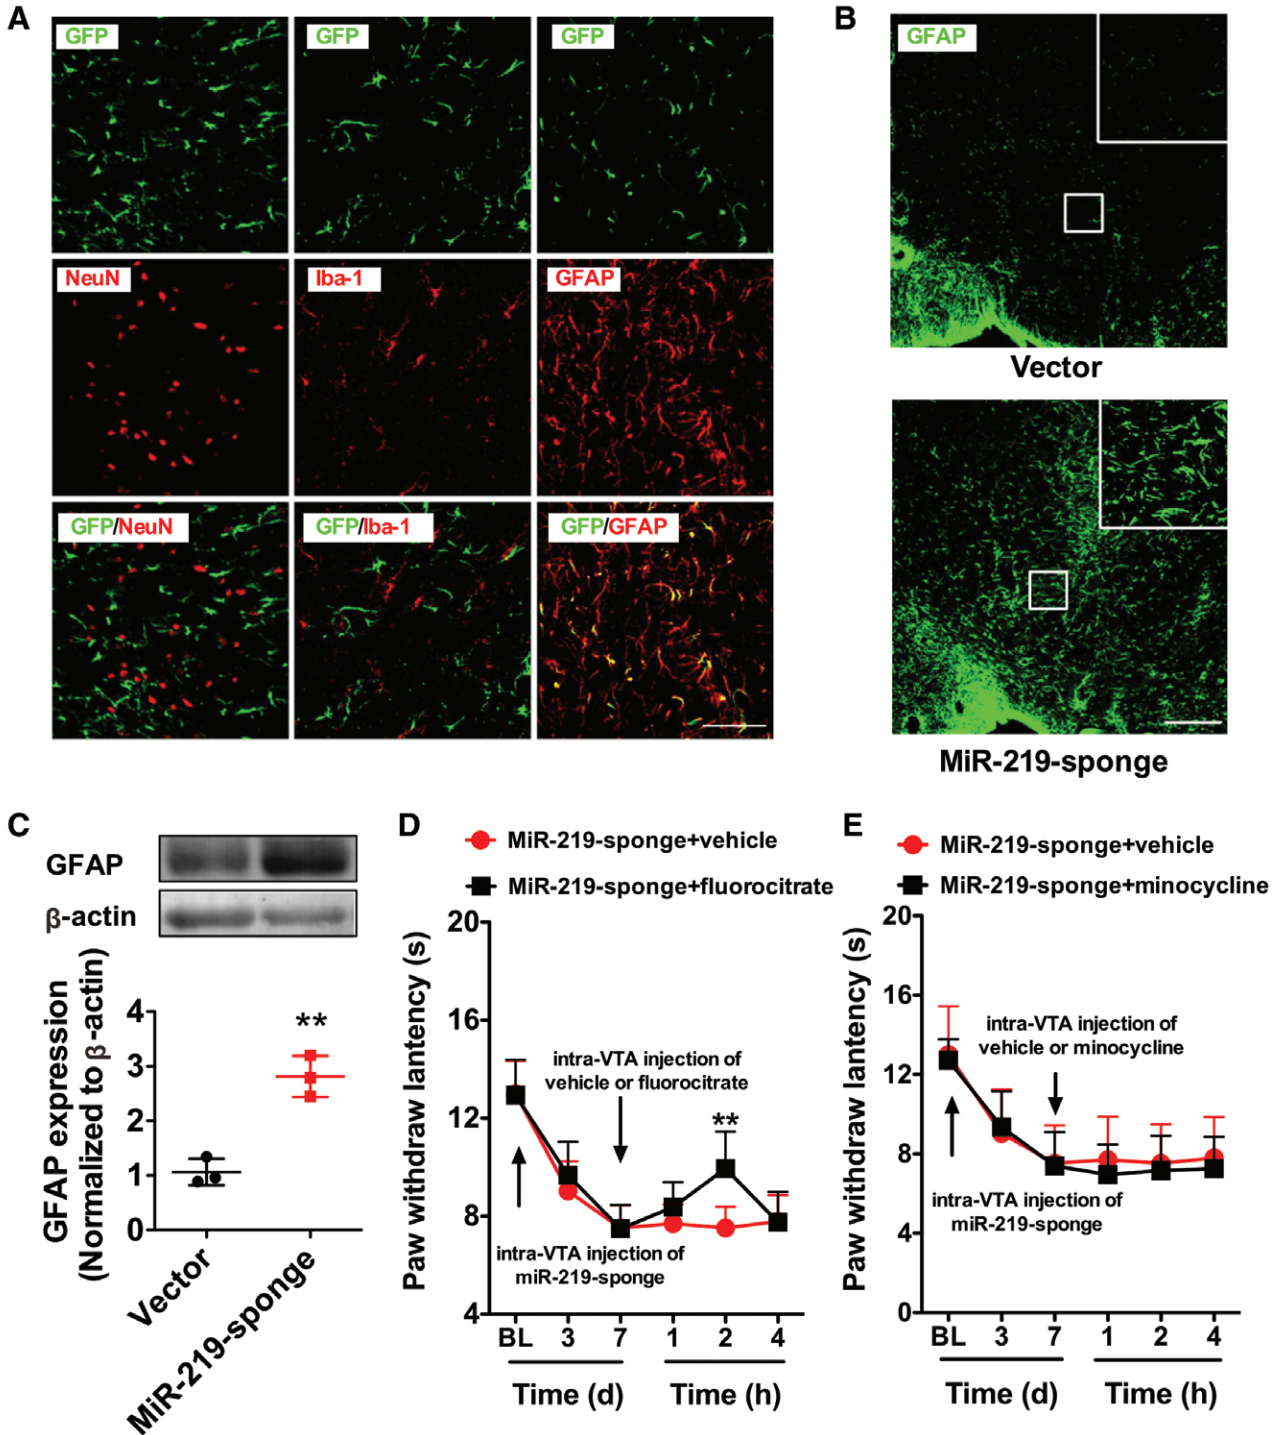 A
GFP
GFP
GFP
NeuN
Iba-1
GFAP
GFP/NeuN
GFP/Iba-1
GFP/GFAP
B
GFAP
Vector
MiR-219-sponge
C
GFAP
β-actin
GFAP expression
(Normalized to β-actin)
4
3
2
1
0
**
Vector
MiR-219-sponge
D
MiR-219-sponge+vehicle
MiR-219-sponge+fluorocitrate
Paw withdraw lantency (s)
20
16
12
8
4
intra-VTA injection of
vehicle or fluorocitrate
**
intra-VTA injection of
miR-219-sponge
BL 3 7 1 2 4
Time (d) Time (h)
E
MiR-219-sponge+vehicle
MiR-219-sponge+minocycline
Paw withdraw lantency (s)
20
16
12
8
4
0
intra-VTA injection of
vehicle or minocycline
intra-VTA injection of
miR-219-sponge
BL 3 7 1 2 4
Time (d) Time (h)